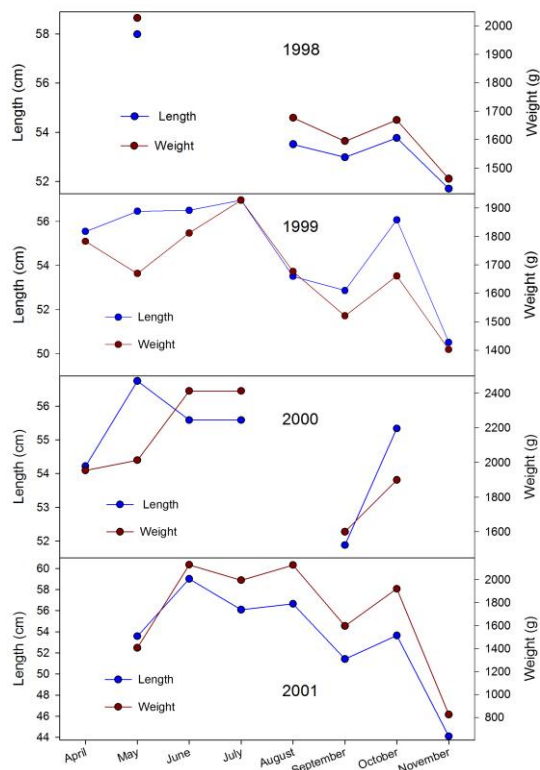 58
56
54
52
Length (cm)
1998
Length
Weight
2000
1900
1800
1700
1600
1500
Weight (g)
56
54
52
50
Length (cm)
1999
Length
Weight
1900
1800
1700
1600
1500
1400
Weight (g)
56
55
54
53
52
Length (cm)
2000
Length
Weight
2400
2200
2000
1800
1600
Weight (g)
60
58
56
54
52
50
48
46
44
Length (cm)
Length
Weight
2001
2000
1800
1600
1400
1200
1000
800
Weight (g)
April May June July August September October November